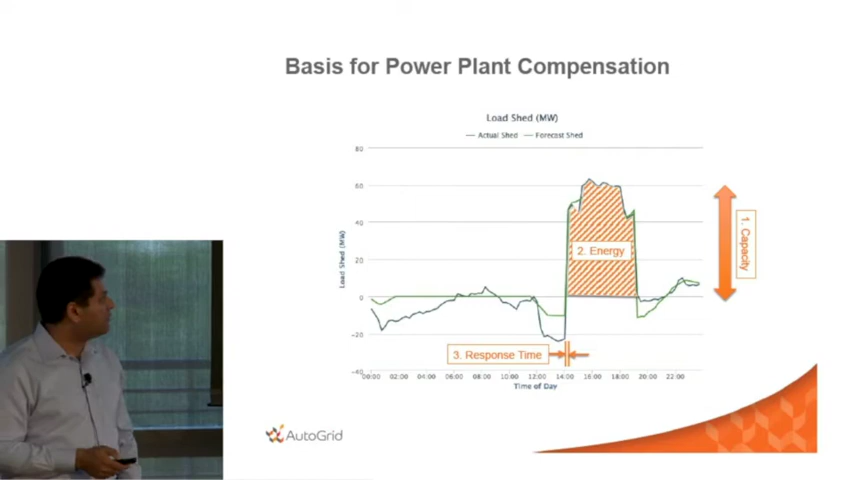 Basis for Power Plant Compensation
Load Shed (MW)
Actual Shed
Forecast Shed
80
60
40
20
0
-20
-40
Load Shed (MW)
2. Energy
1. Capacity
3. Response Time
00:00 02:00 04:00 06:00 08:00 10:00 12:00 14:00 16:00 18:00 20:00 22:00
Time of Day
AutoGrid